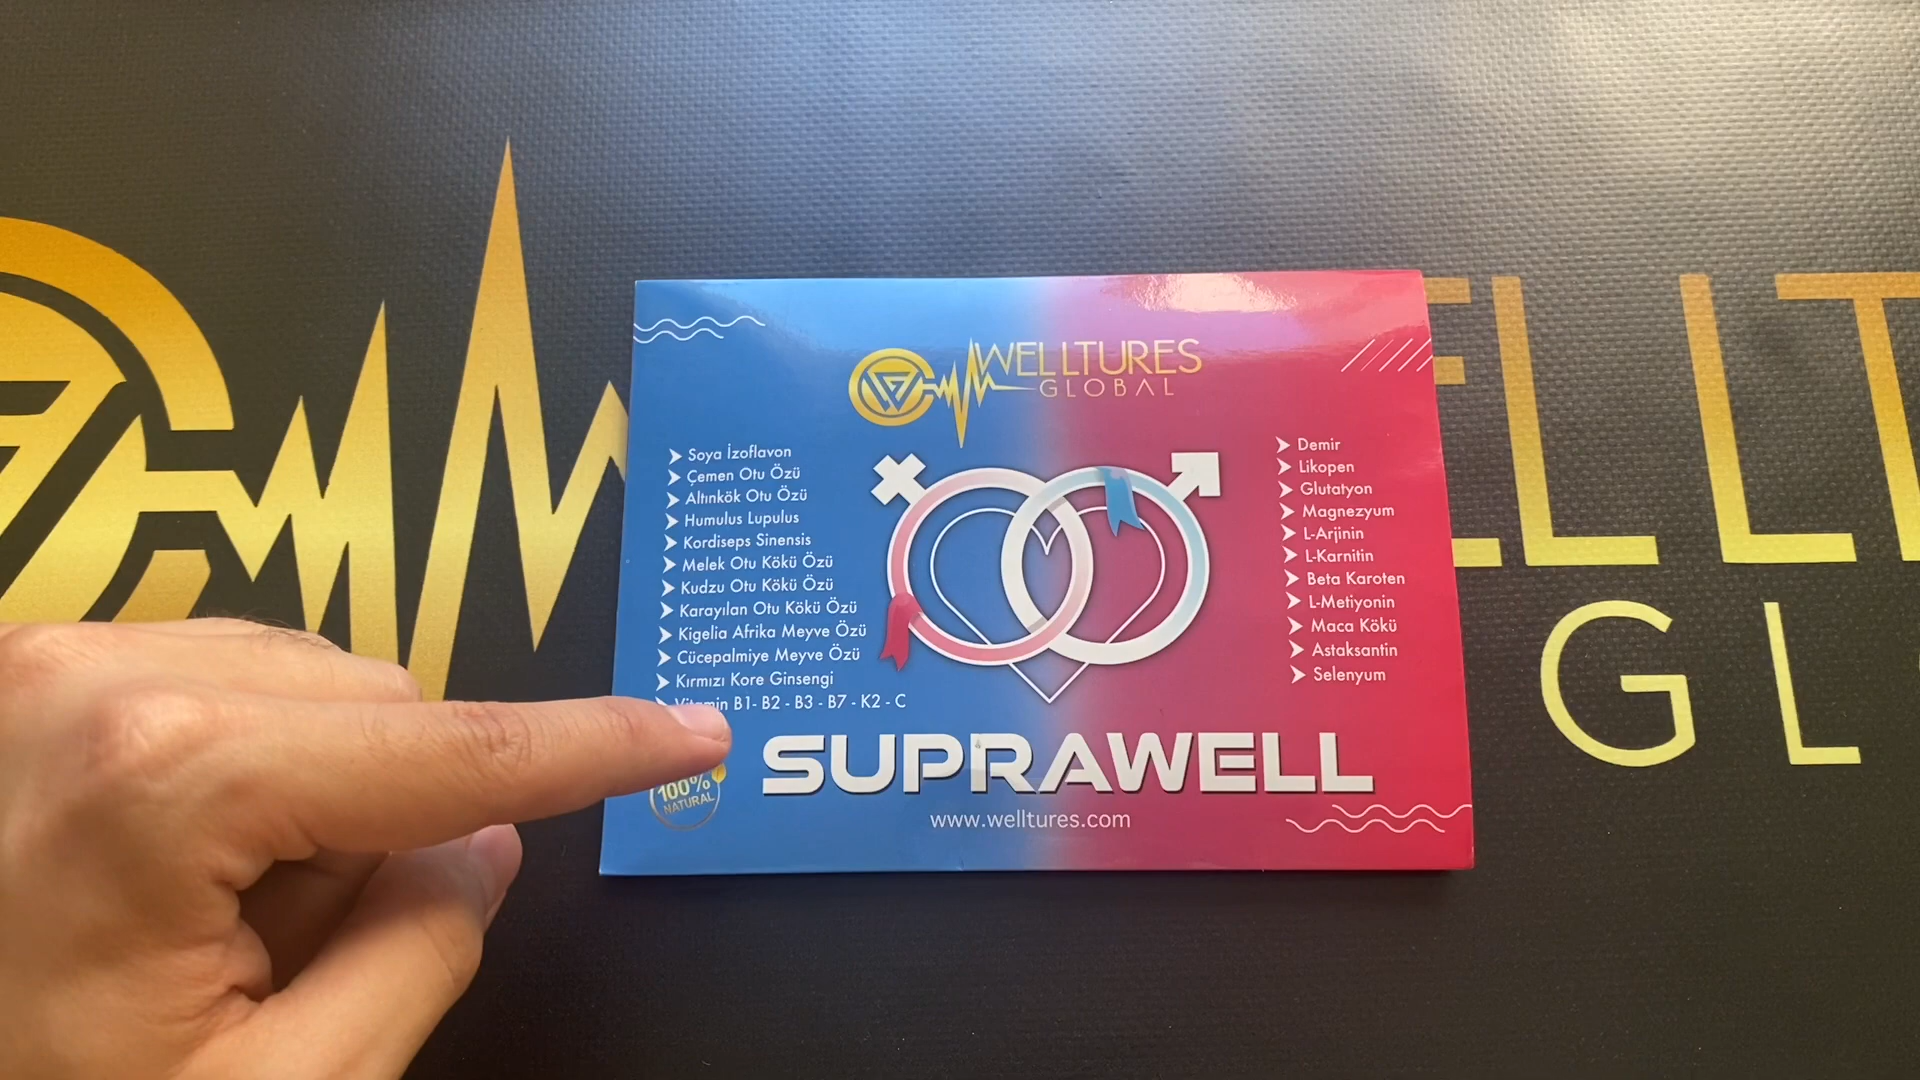 WELLTURES
GLOBAL
Soya İzoflavon
Çemen Otu Özü
Altınkök Otu Özü
Humulus Lupulus
Kordiseps Sinensis
Melek Otu Kökü Özü
Kudzu Otu Kökü Özü
Karayılan Otu Kökü Özü
Kigelia Afrika Meyve Özü
Cücepalmiye Meyve Özü
Kırmızı Kore Ginsengi
Vitamin B1- B2 - B3 - B7 - K2 - C
Demir
Likopen
Glutatyon
Magnezyum
L-Arjinin
L-Karnitin
Beta Karoten
L-Metiyonin
Maca Kökü
Astaksantin
Selenyum
100%
NATURAL
SUPRAWELL
www.welltures.com
ELLT
GL